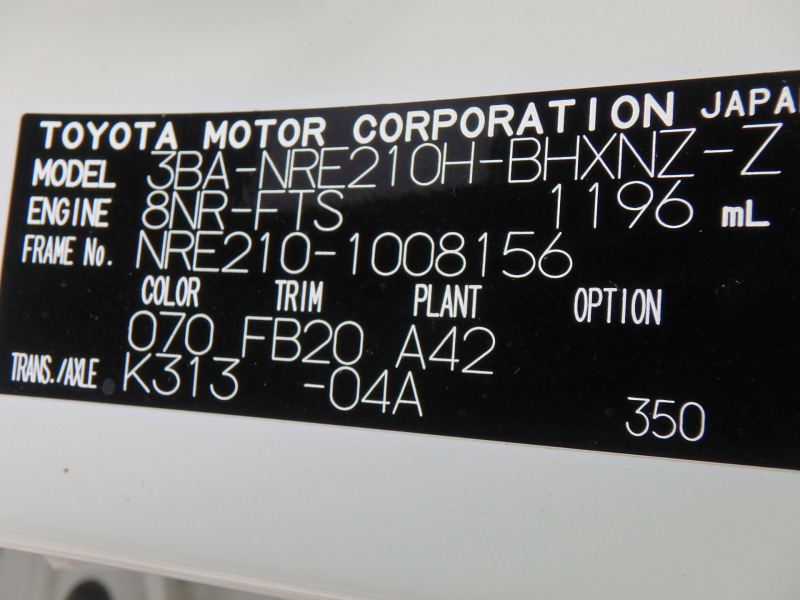 TOYOTA MOTOR CORPORATION JAPA
MODEL 3BA-NRE210H-BHXNZ-Z
ENGINE 8NR-FTS 1196 mL
FRAME No. NRE210-1008156
COLOR TRIM PLANT OPTION
070 FB20 A42
TRANS./AXLE K313 -04A 350